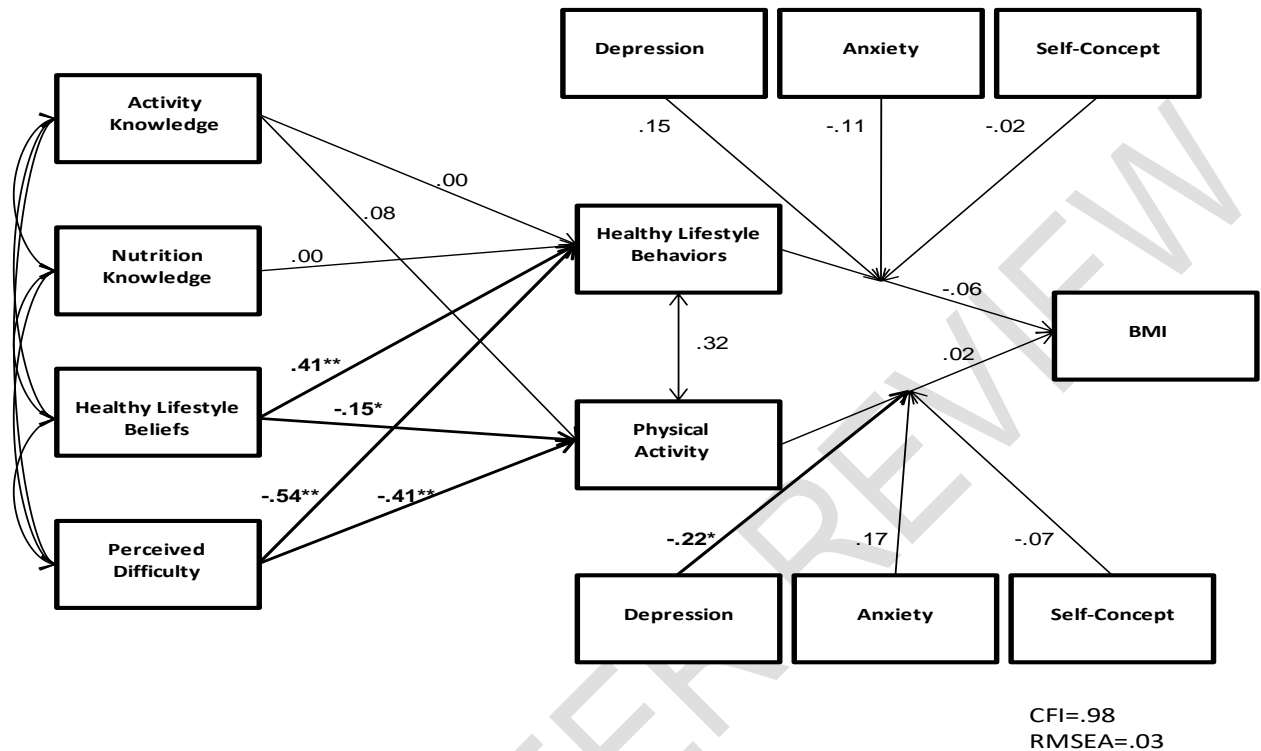 Depression
Anxiety
Self-Concept
Activity
Knowledge
.15
-.11
-.02
.00
.08
Nutrition
Knowledge
.00
Healthy Lifestyle
Behaviors
-.06
BMI
.32
.02
Healthy Lifestyle
Beliefs
.41**
-.15*
Physical
Activity
Perceived
Difficulty
-.54**
-.41**
-.22*
.17
-.07
Depression
Anxiety
Self-Concept
CFI=.98
RMSEA=.03
ER REVIEW